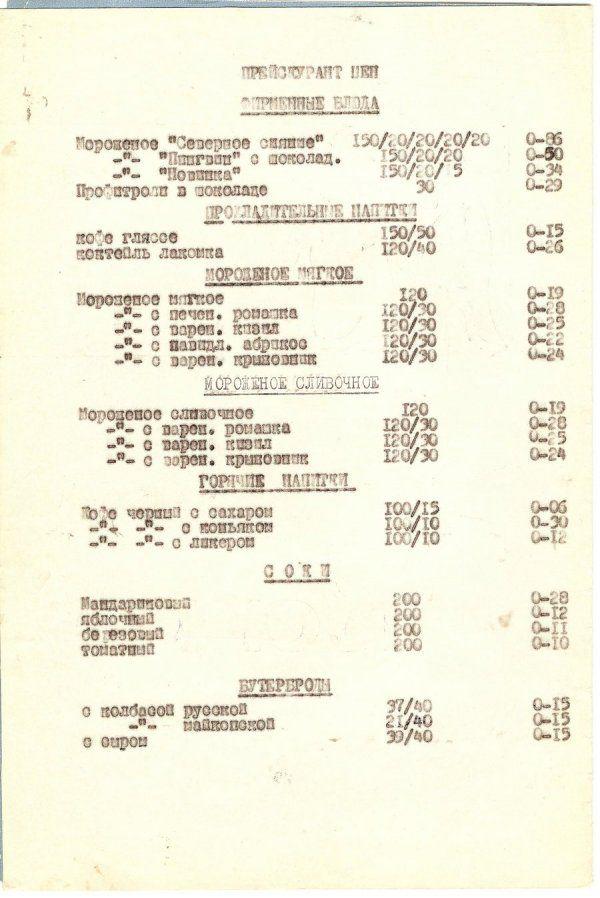 ПРЕЙСКУРАНТ ЦЕН
ФИРМЕННЫЕ БЛЮДА
Мороженое "Северное сияние" 150/20/20/20/20 0-86
-"- "Пингвин" с шоколад. 150/20/20 0-50
-"- "Новинка" 150/20/ 5 0-34
Профитроли в шоколаде 30 0-29
ПРОХЛАДИТЕЛЬНЫЕ НАПИТКИ
кофе гляссе 150/50 0-15
коктейль лакомка 120/40 0-26
МОРОЖЕНОЕ МЯГКОЕ
Мороженое мягкое 120 0-19
-"- с печен. ромашка 120/30 0-28
-"- с варен. кизил 120/30 0-25
-"- с павидл. абрикос 120/30 0-22
-"- с варен. крыжовник 120/30 0-24
МОРОЖЕНОЕ СЛИВОЧНОЕ
Мороженое сливочное 120 0-19
-"- с варен. ромашка 120/30 0-28
-"- с варен. кизил 120/30 0-25
-"- с варен. крыжовник 120/30 0-24
ГОРЯЧИЕ НАПИТКИ
Кофе черный с сахаром 100/15 0-06
-"- -"- с коньяком 100/10 0-30
-"- -"- с ликером 100/10 0-12
С О К И
Мандариновый 200 0-28
яблочный 200 0-12
березовый 200 0-11
томатный 200 0-10
БУТЕРБРОДЫ
с колбасой русской 37/40 0-15
-"- майкопской 21/40 0-15
с сыром 39/40 0-15